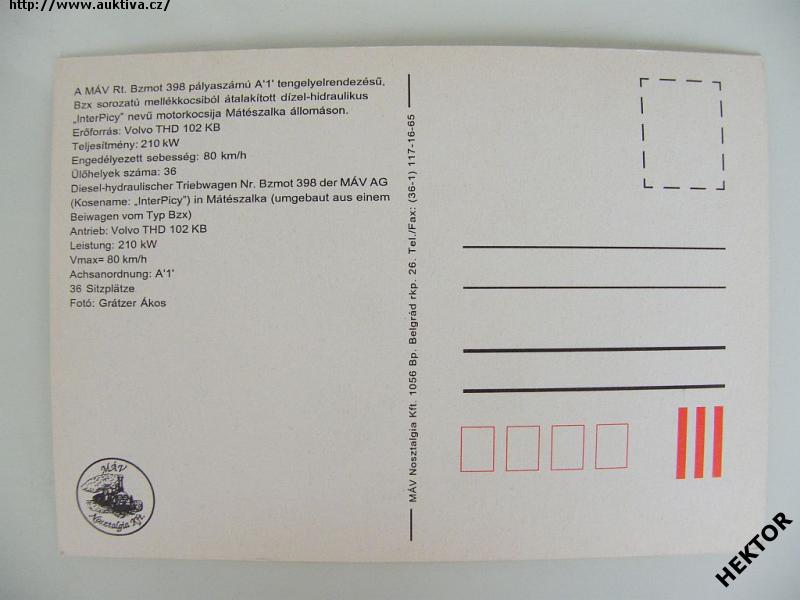 http://www.auktiva.cz/
A MÁV Rt. Bzmot 398 pályaszámú A'1' tengelyelrendezésű,
Bzx sorozatú mellékkocsiból átalakított dízel-hidraulikus
„InterPicy" nevű motorkocsija Mátészalka állomáson.
Erőforrás: Volvo THD 102 KB
Teljesítmény: 210 kW
Engedélyezett sebesség: 80 km/h
Ülőhelyek száma: 36
Diesel-hydraulischer Triebwagen Nr. Bzmot 398 der MÁV AG
(Kosename: „InterPicy") in Mátészalka (umgebaut aus einem
Beiwagen vom Typ Bzx)
Antrieb: Volvo THD 102 KB
Leistung: 210 kW
Vmax= 80 km/h
Achsanordnung: A'1'
36 Sitzplätze
Fotó: Grátzer Ákos
MÁV
Nosztalgia Kft.
MÁV Nosztalgia Kft. 1056 Bp. Belgrád rkp. 26. Tel./Fax: (36-1) 117-16-65
HEKTOR